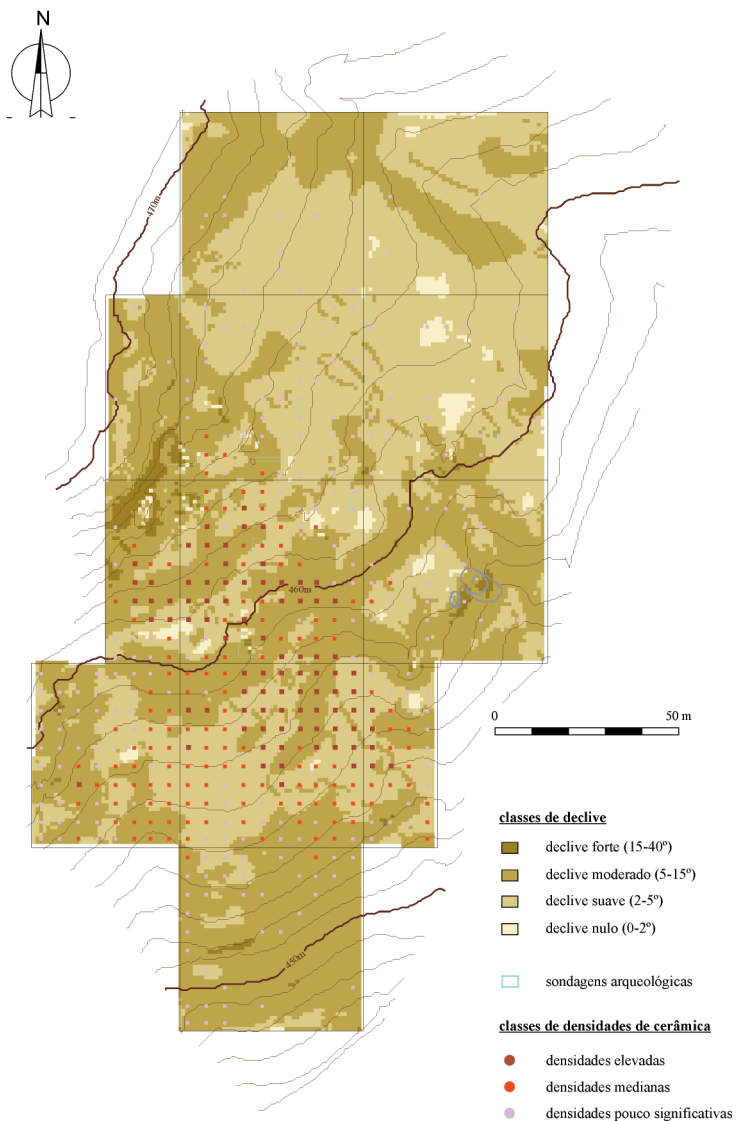 N
470m
460m
0 50 m
classes de declive
declive forte (15-40º)
declive moderado (5-15º)
declive suave (2-5º)
declive nulo (0-2º)
sondagens arqueológicas
classes de densidades de cerâmica
densidades elevadas
densidades medianas
450m
densidades pouco significativas